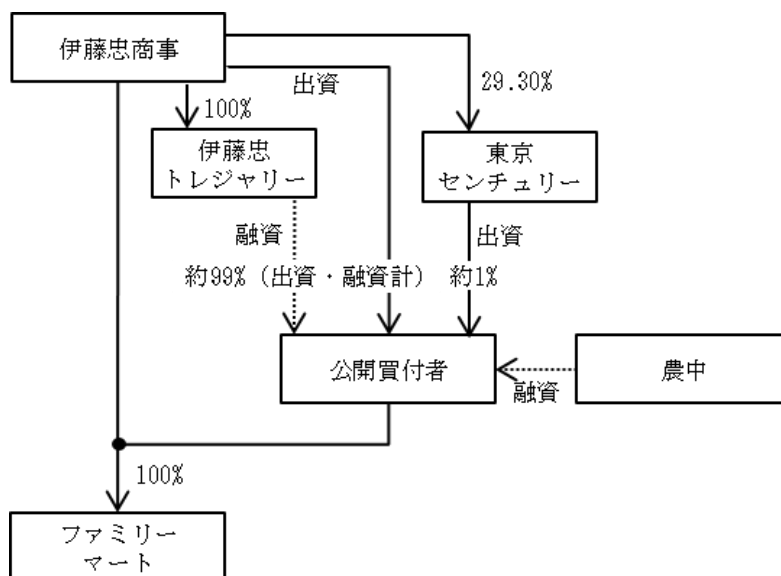 伊藤忠商事
出資
29.30%
100%
伊藤忠
トレジャリー
東京
センチュリー
融資
出資
約99%（出資・融資計）
約1%
公開買付者
農中
融資
100%
ファミリー
マート